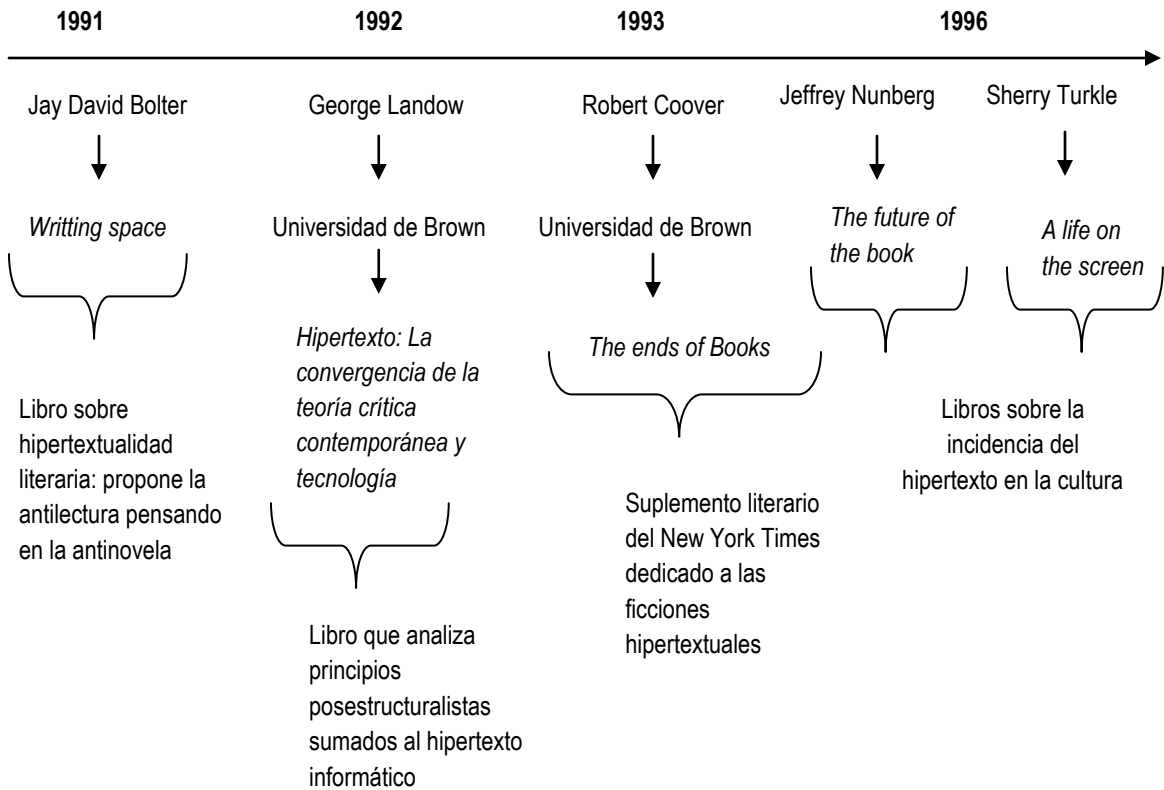 1991
1992
1993
1996
Jay David Bolter
George Landow
Robert Coover
Jeffrey Nunberg
Sherry Turkle
Writting space
Universidad de Brown
Universidad de Brown
The future of
the book
A life on
the screen
Hipertexto: La
convergencia de la
teoría crítica
contemporánea y
tecnología
The ends of Books
Libro sobre
hipertextualidad
literaria: propone la
antilectura pensando
en la antinovela
Libros sobre la
incidencia del
hipertexto en la cultura
Suplemento literario
del New York Times
dedicado a las
ficciones
hipertextuales
Libro que analiza
principios
posestructuralistas
sumados al hipertexto
informático